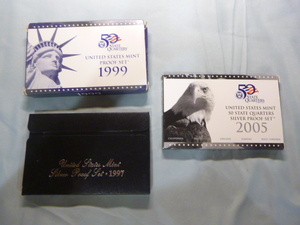 50
STATE
QUARTERS
UNITED STATES MINT
PROOF SET
1999
50
STATE
QUARTERS
UNITED STATES MINT
50 STATE QUARTERS
SILVER PROOF SET
2005
United States Mint
Silver Proof Set • 1997